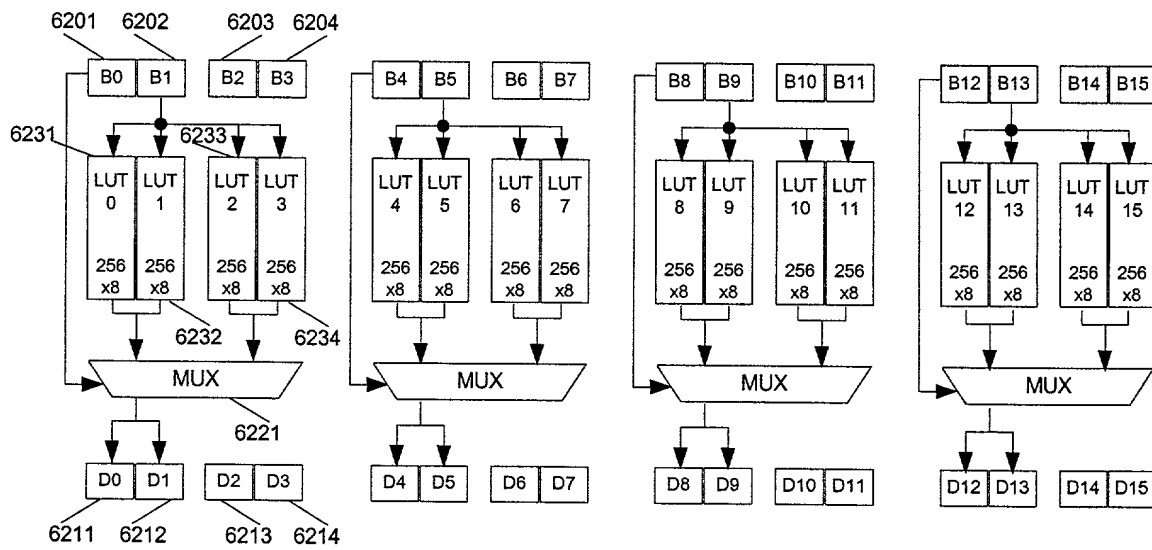 6201 6202 6203 6204
B0 B1 B2 B3 B4 B5 B6 B7 B8 B9 B10 B11 B12 B13 B14 B15
6231 6233
LUT LUT LUT LUT LUT LUT LUT LUT LUT LUT LUT LUT LUT LUT LUT LUT
0 1 2 3 4 5 6 7 8 9 10 11 12 13 14 15
256 256 256 256 256 256 256 256 256 256 256 256 256 256 256 256
x8 x8 x8 x8 x8 x8 x8 x8 x8 x8 x8 x8 x8 x8 x8 x8
6232 6234
MUX MUX MUX MUX
6221
D0 D1 D2 D3 D4 D5 D6 D7 D8 D9 D10 D11 D12 D13 D14 D15
6211 6212 6213 6214